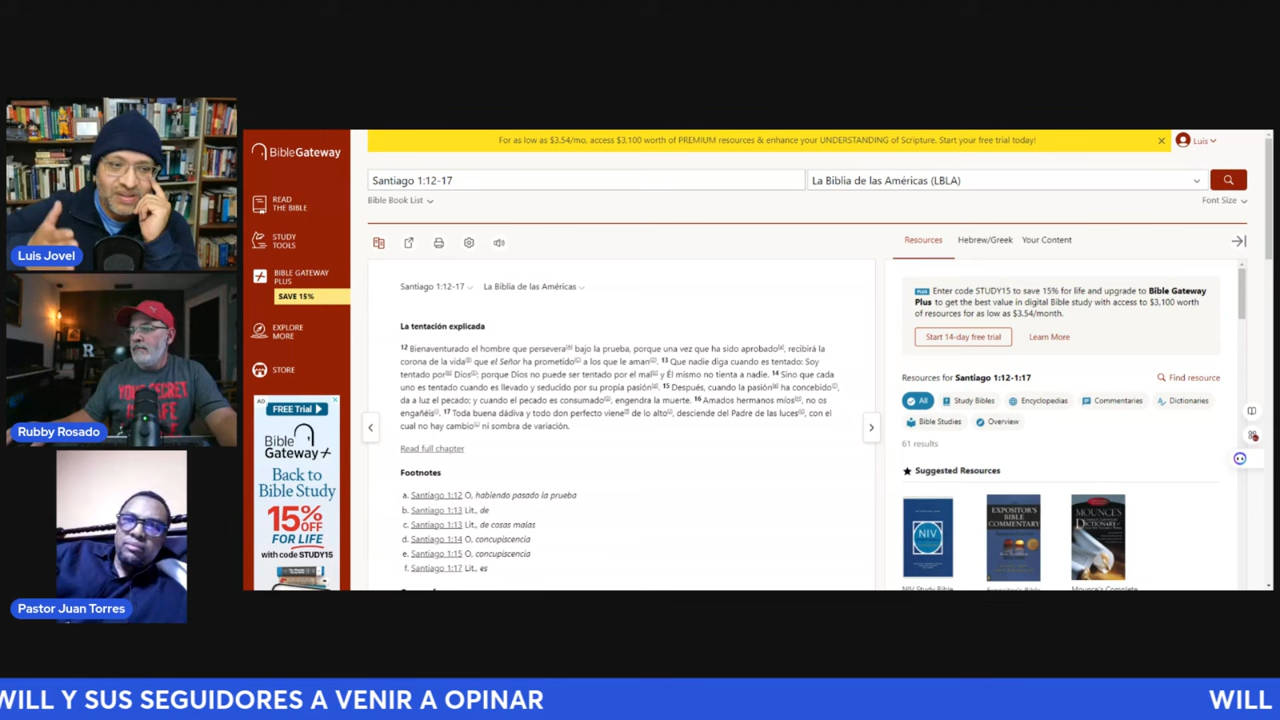 Luis Jovel
Rubby Rosado
YOUR SECRET
Pastor Juan Torres
BibleGateway
READ
THE BIBLE
STUDY
TOOLS
BIBLE GATEWAY
PLUS
SAVE 15%
EXPLORE
MORE
STORE
AD
FREE Trial
Bible
Gateway+
Back to
Bible Study
15%
OFF
FOR LIFE
with code STUDY15
For as low as $3.54/mo, access $3,100 worth of PREMIUM resources & enhance your UNDERSTANDING of Scripture. Start your free trial today!
Luis
Santiago 1:12-17
La Biblia de las Américas (LBLA)
Bible Book List
Font Size
Santiago 1:12-17 La Biblia de las Américas
La tentación explicada
12 Bienaventurado el hombre que persevera[a] bajo la prueba, porque una vez que ha sido aprobado, recibirá la
corona de la vida que el Señor ha prometido a los que le aman. 13 Que nadie diga cuando es tentado: Soy
tentado por[b] Dios; porque Dios no puede ser tentado por el mal[c] y Él mismo no tienta a nadie. 14 Sino que cada
uno es tentado cuando es llevado y seducido por su propia pasión[d]. 15 Después, cuando la pasión[e] ha concebido,
da a luz el pecado; y cuando el pecado es consumado, engendra la muerte. 16 Amados hermanos míos, no os
engañéis. 17 Toda buena dádiva y todo don perfecto viene[f] de lo alto, desciende del Padre de las luces, con el
cual no hay cambio ni sombra de variación.
Read full chapter
Footnotes
a. Santiago 1:12 O, habiendo pasado la prueba
b. Santiago 1:13 Lit., de
c. Santiago 1:13 Lit., de cosas malas
d. Santiago 1:14 O, concupiscencia
e. Santiago 1:15 O, concupiscencia
f. Santiago 1:17 Lit., es
Resources Hebrew/Greek Your Content
PLUS Enter code STUDY15 to save 15% for life and upgrade to Bible Gateway
Plus to get the best value in digital Bible study with access to $3,100 worth
of resources for as low as $3.54/month.
Start 14-day free trial Learn More
Resources for Santiago 1:12-1:17 Find resource
All Study Bibles Encyclopedias Commentaries Dictionaries
Bible Studies Overview
61 results
Suggested Resources
NIV
EXPOSITOR'S
BIBLE
COMMENTARY
MOUNCE'S
NIV Study Bible Expositor's Bible Mounce's Complete
WILL Y SUS SEGUIDORES A VENIR A OPINAR WILL